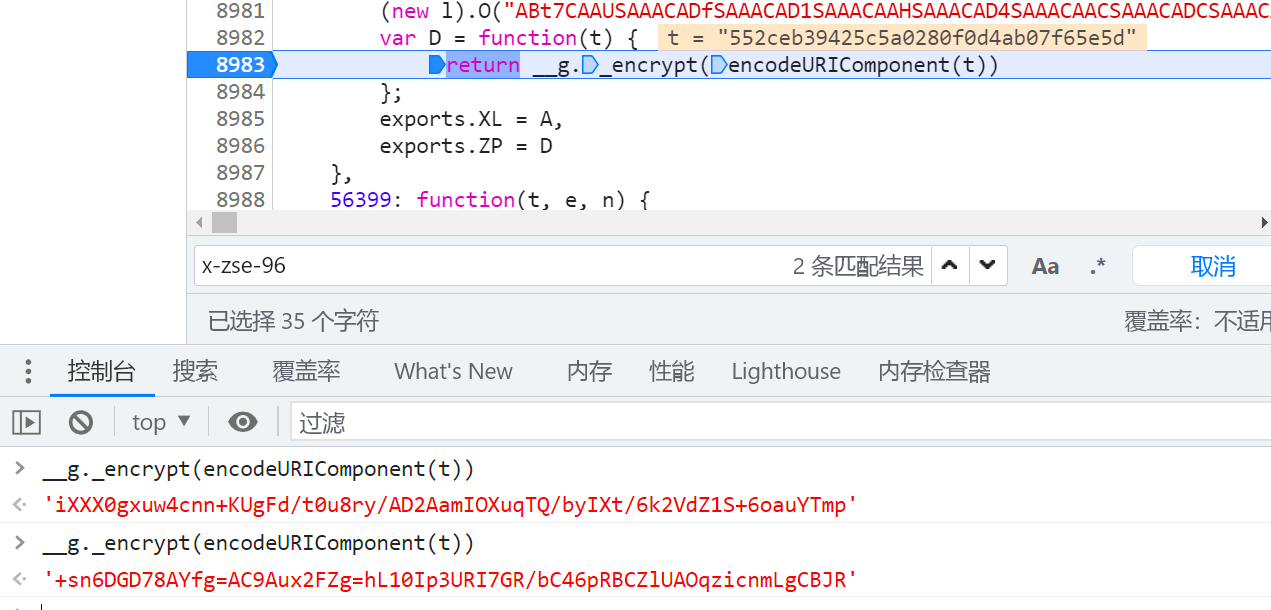 8981 (new l).O("ABt7CAAUSAAACADfSAAACAD1SAAACAAHSAAACAD4SAAACAACSAAACADCSAAACA
8982 var D = function(t) { t = "552ceb39425c5a0280f0d4ab07f65e5d"
8983 return __g._encrypt(encodeURIComponent(t))
8984 };
8985 exports.XL = A,
8986 exports.ZP = D
8987 },
8988 56399: function(t, e, n) {
x-zse-96 2 条匹配结果 Aa .* 取消
已选择 35 个字符 覆盖率：不适用
控制台 搜索 覆盖率 What's New 内存 性能 Lighthouse 内存检查器
top ▼ 过滤
> __g._encrypt(encodeURIComponent(t))
'iXXX0gxuw4cnn+KUgFd/t0u8ry/AD2AamIOXuqTQ/byIXt/6k2VdZ1S+6oauYTmp'
> __g._encrypt(encodeURIComponent(t))
'+sn6DGD78AYfg=AC9Aux2FZg=hL10Ip3URI7GR/bC46pRBCZlUAOqzicnmLgCBJR'